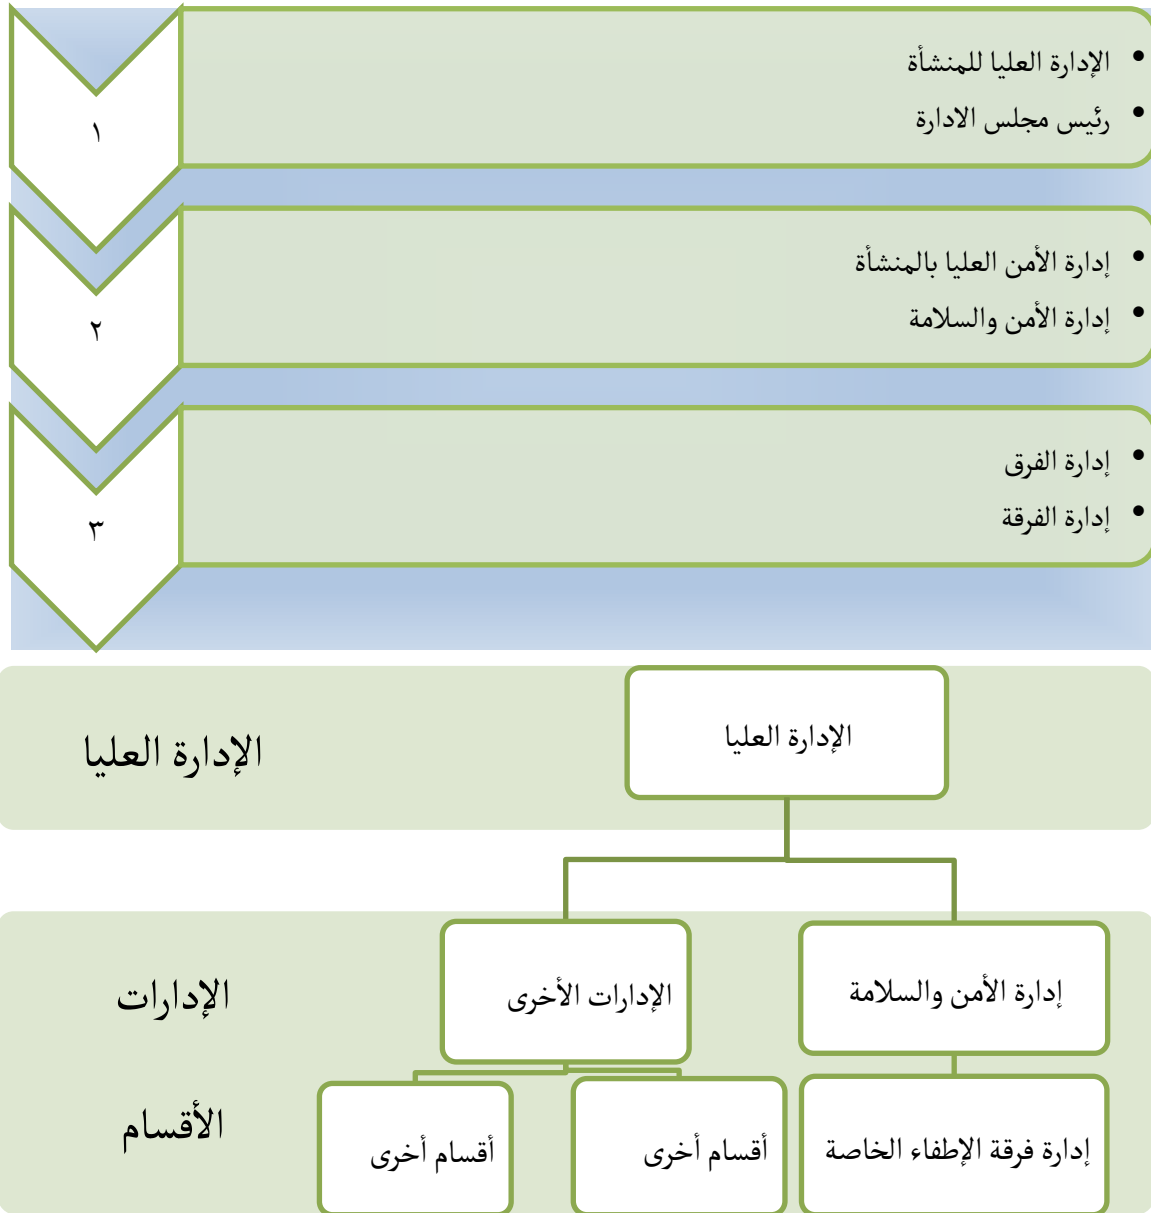 ١
• الإدارة العليا للمنشأة
• رئيس مجلس الادارة
٢
• إدارة الأمن العليا بالمنشأة
• إدارة الأمن والسلامة
٣
• إدارة الفرق
• إدارة الفرقة
الإدارة العليا
الإدارة العليا
إدارة الأمن والسلامة
الإدارات الأخرى
الإدارات
إدارة فرقة الإطفاء الخاصة
أقسام أخرى
أقسام أخرى
الأقسام